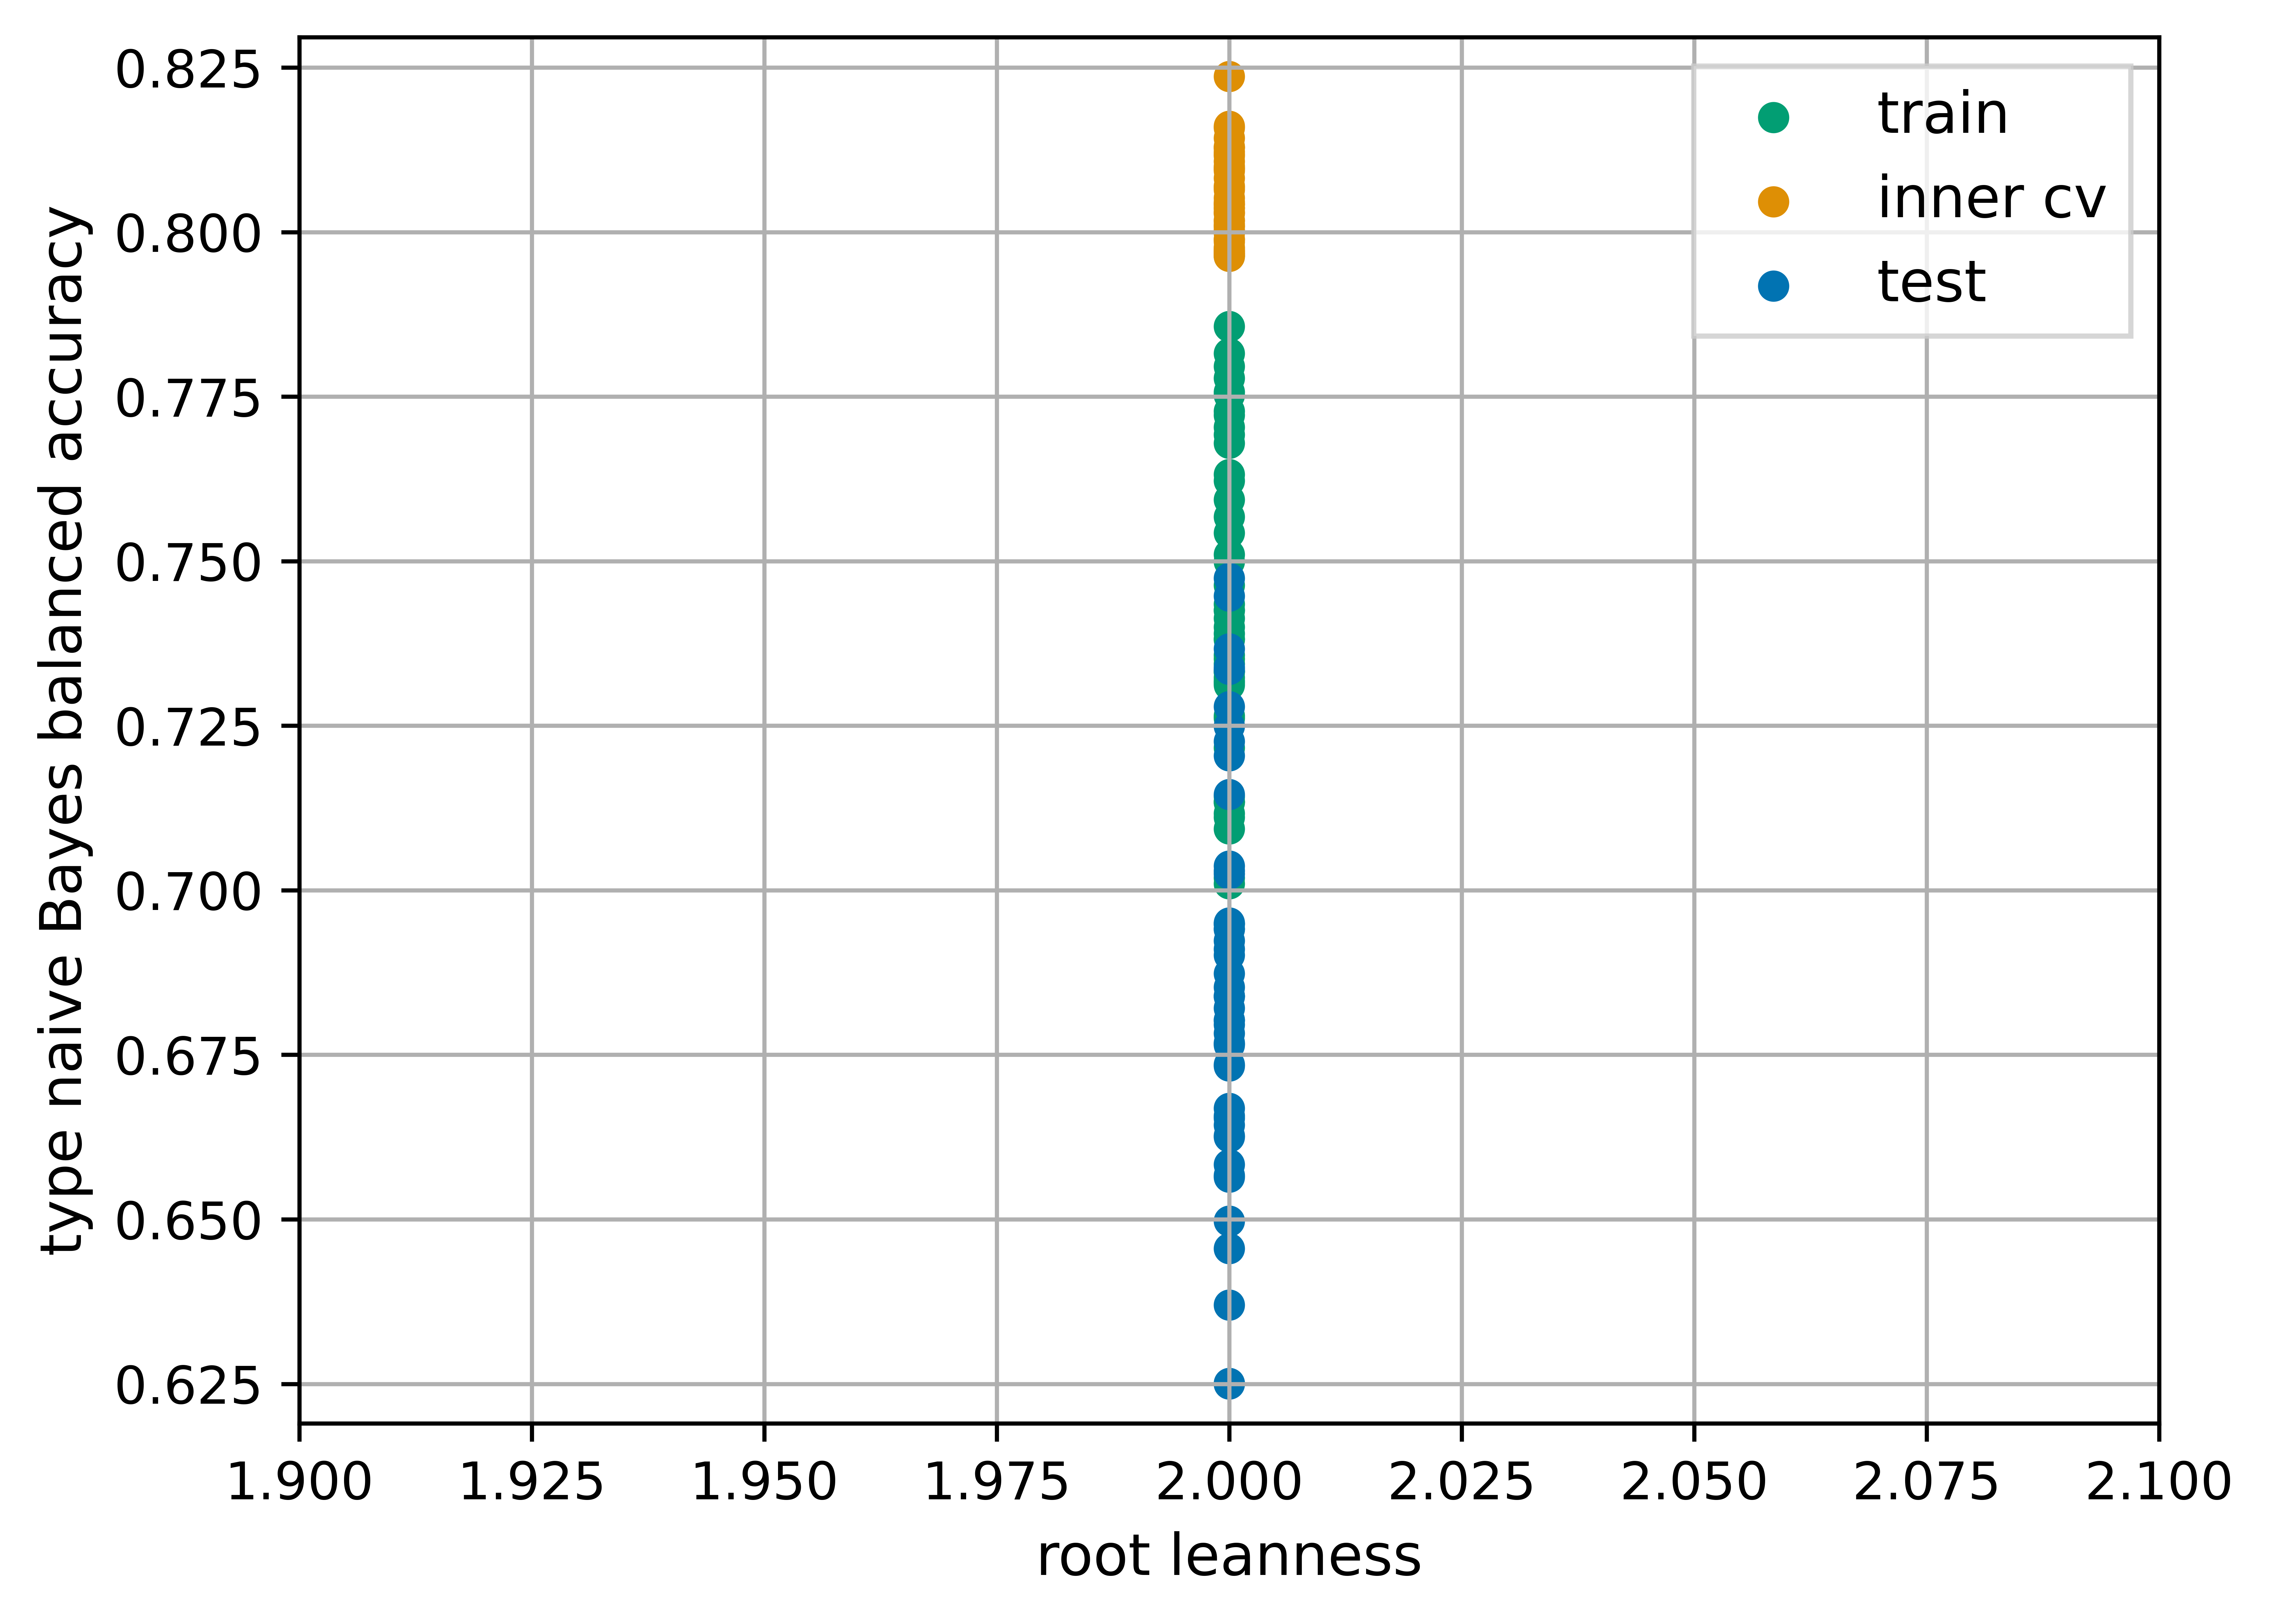 0.825
0.800
0.775
0.750
0.725
0.700
0.675
0.650
0.625
type naive Bayes balanced accuracy
train
inner cv
test
1.900 1.925 1.950 1.975 2.000 2.025 2.050 2.075 2.100
root leanness